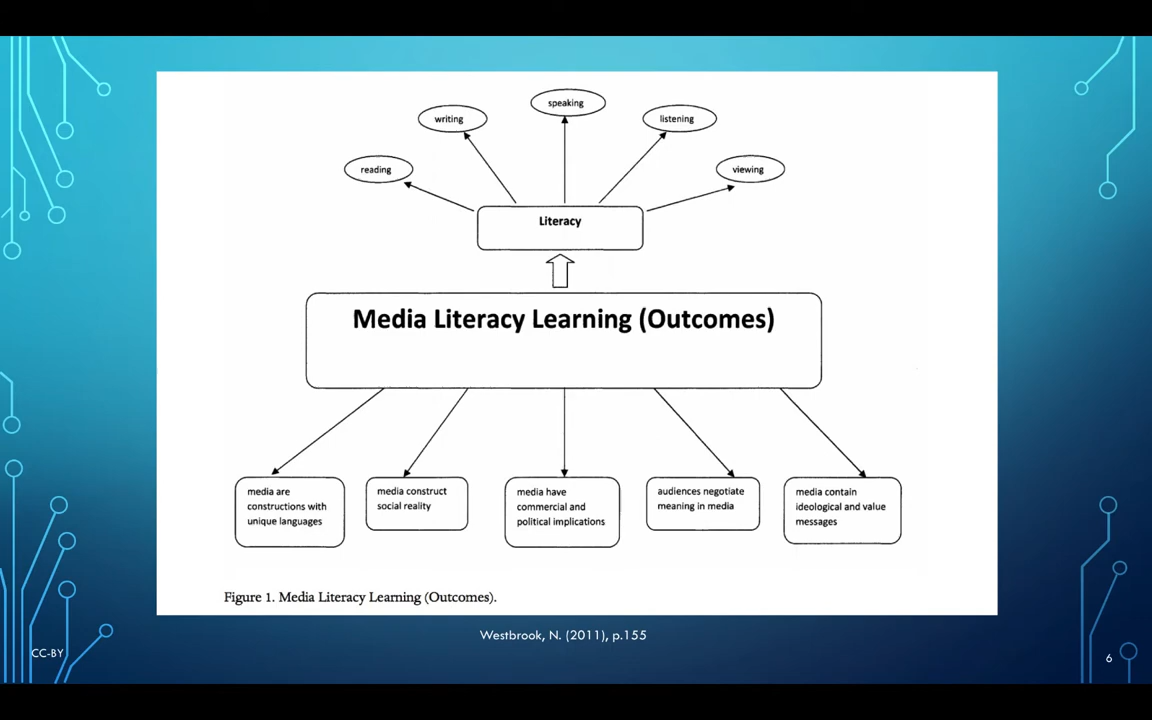 speaking
writing
listening
reading
viewing
Literacy
Media Literacy Learning (Outcomes)
media are
constructions with
unique languages
media construct
social reality
media have
commercial and
political implications
audiences negotiate
meaning in media
media contain
ideological and value
messages
Figure 1. Media Literacy Learning (Outcomes).
Westbrook, N. (2011), p.155
CC-BY
6